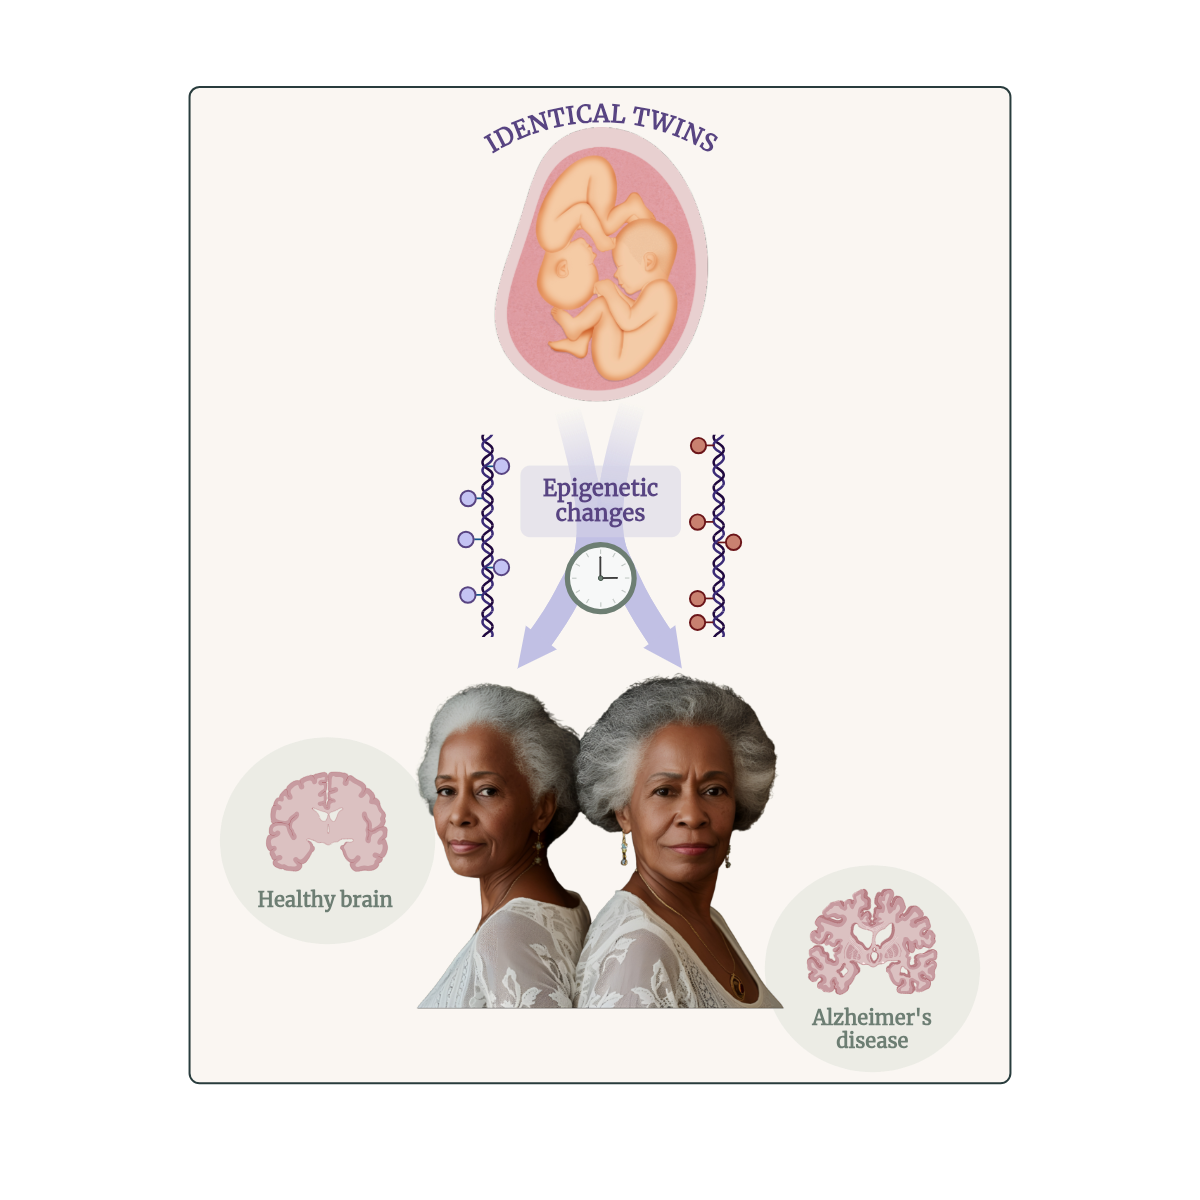 IDENTICAL TWINS
Epigenetic
changes
Healthy brain
Alzheimer's
disease